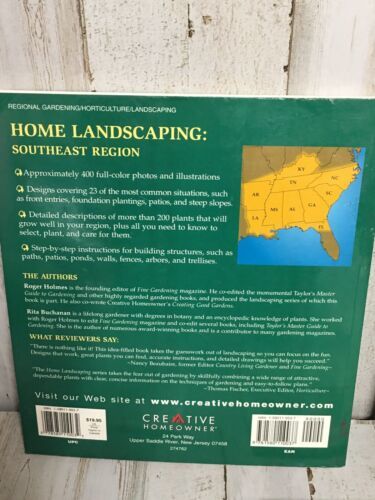 REGIONAL GARDENING/HORTICULTURE/LANDSCAPING
HOME LANDSCAPING:
SOUTHEAST REGION
Approximately 400 full-color photos and illustrations
Designs covering 23 of the most common situations, such
as front entries, foundation plantings, patios, and steep slopes.
Detailed descriptions of more than 200 plants that will
grow well in your region, plus all you need to know to
select, plant, and care for them.
Step-by-step instructions for building structures, such as
paths, patios, ponds, walls, fences, arbors, and trellises.
KY
TN
NC
AR
SC
MS
AL
GA
LA
FL
THE AUTHORS
Roger Holmes is the founding editor of Fine Gardening magazine. He co-edited the monumental Taylor's Master
Guide to Gardening and other highly regarded gardening books, and produced the landscaping series of which this
book is part. He also co-wrote Creative Homeowner's Creating Good Gardens.
Rita Buchanan is a lifelong gardener with degrees in botany and an encyclopedic knowledge of plants. She worked
with Roger Holmes to edit Fine Gardening magazine and co-edit several books, including Taylor's Master Guide to
Gardening. She is the author of numerous award-winning books and is a contributor to many gardening magazines.
WHAT REVIEWERS SAY:
"There is nothing like it! This idea-filled book takes the guesswork out of landscaping so you can focus on the fun.
Designs that work, great plants you can find, accurate instructions, and detailed drawings will help you succeed."
—Nancy Beaubaire, former Editor Country Living Gardener and Fine Gardening
"The Home Landscaping series takes the fear out of gardening by skillfully combining a wide range of attractive,
dependable plants with clear, concise information on the techniques of gardening and easy-to-follow plans."
—Thomas Fischer, Executive Editor, Horticulture
Visit our Web site at www.creativehomeowner.com
$19.95
UPC
CREATIVE
HOMEOWNER®
24 Park Way
Upper Saddle River, New Jersey 07458
274762
EAN